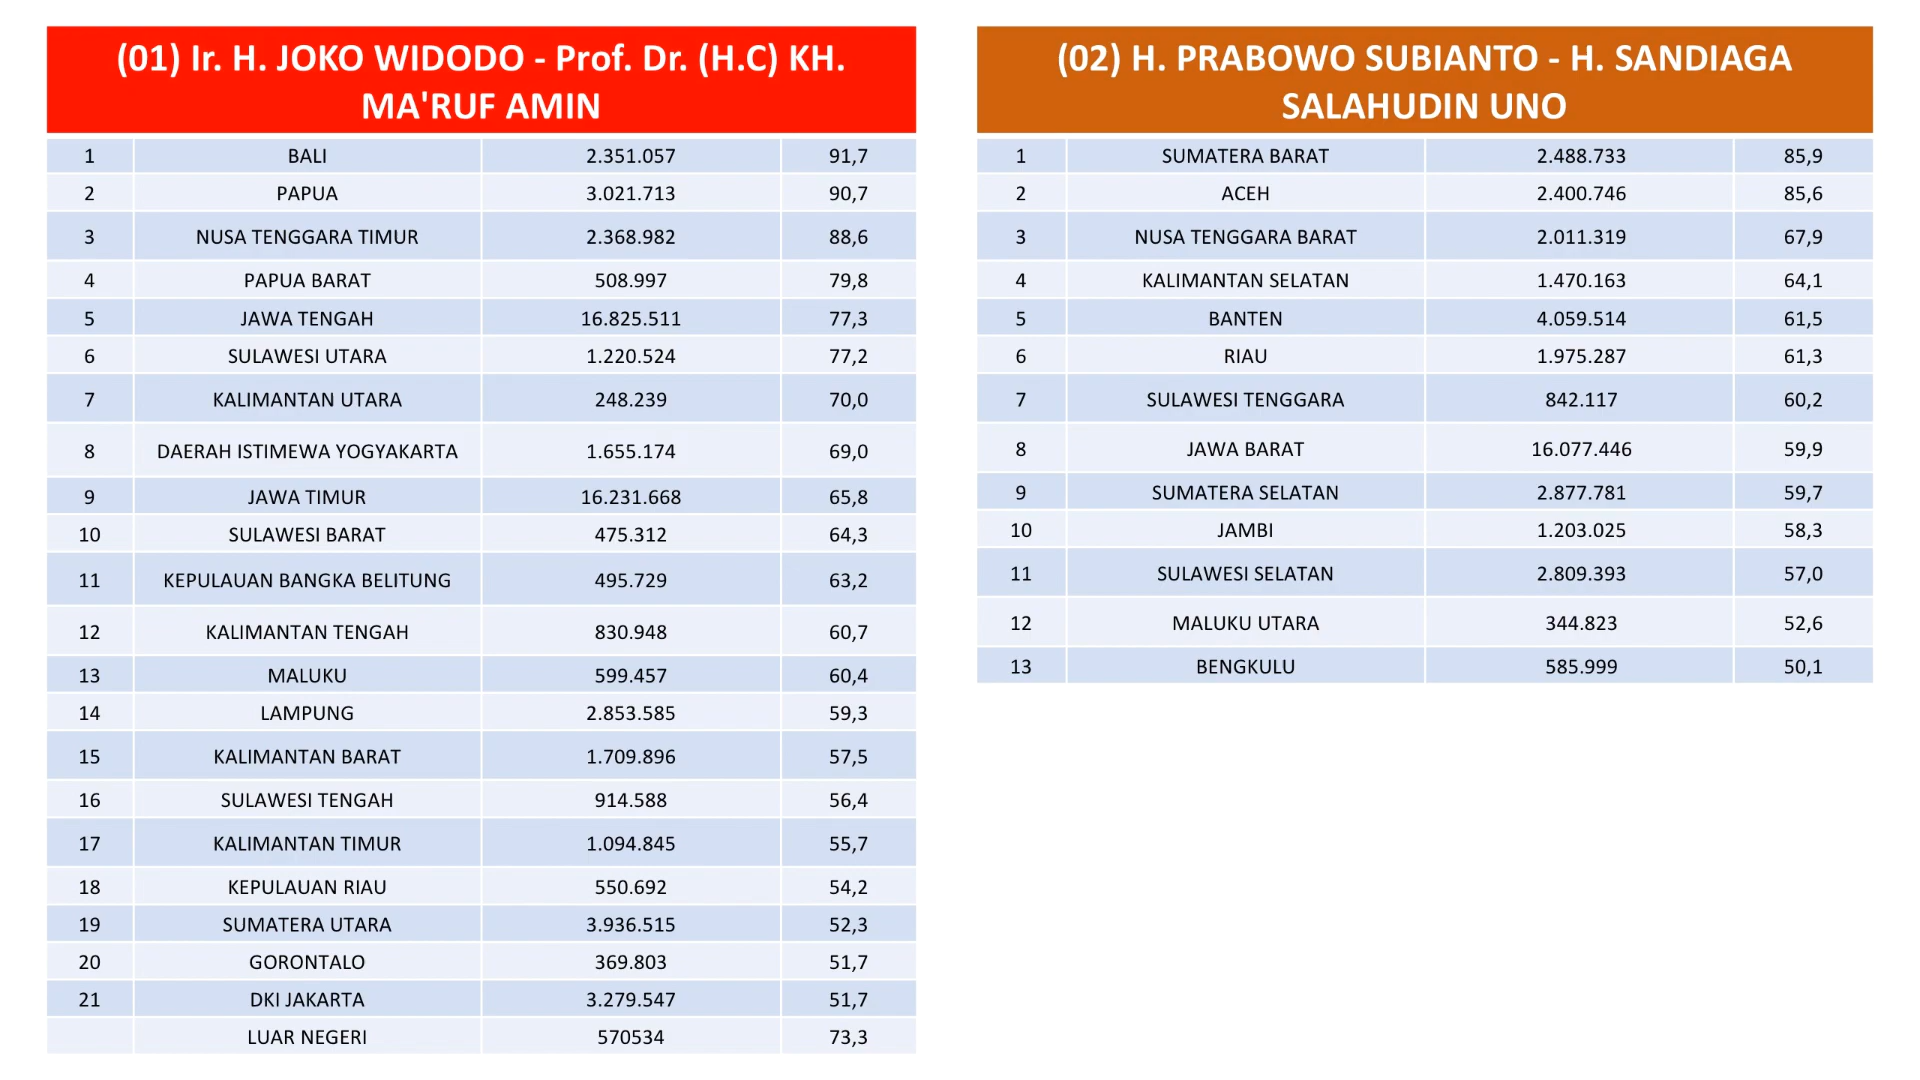 (01) Ir. H. JOKO WIDODO - Prof. Dr. (H.C) KH.
MA'RUF AMIN
1 BALI 2.351.057 91,7
2 PAPUA 3.021.713 90,7
3 NUSA TENGGARA TIMUR 2.368.982 88,6
4 PAPUA BARAT 508.997 79,8
5 JAWA TENGAH 16.825.511 77,3
6 SULAWESI UTARA 1.220.524 77,2
7 KALIMANTAN UTARA 248.239 70,0
8 DAERAH ISTIMEWA YOGYAKARTA 1.655.174 69,0
9 JAWA TIMUR 16.231.668 65,8
10 SULAWESI BARAT 475.312 64,3
11 KEPULAUAN BANGKA BELITUNG 495.729 63,2
12 KALIMANTAN TENGAH 830.948 60,7
13 MALUKU 599.457 60,4
14 LAMPUNG 2.853.585 59,3
15 KALIMANTAN BARAT 1.709.896 57,5
16 SULAWESI TENGAH 914.588 56,4
17 KALIMANTAN TIMUR 1.094.845 55,7
18 KEPULAUAN RIAU 550.692 54,2
19 SUMATERA UTARA 3.936.515 52,3
20 GORONTALO 369.803 51,7
21 DKI JAKARTA 3.279.547 51,7
LUAR NEGERI 570534 73,3
(02) H. PRABOWO SUBIANTO - H. SANDIAGA
SALAHUDIN UNO
1 SUMATERA BARAT 2.488.733 85,9
2 ACEH 2.400.746 85,6
3 NUSA TENGGARA BARAT 2.011.319 67,9
4 KALIMANTAN SELATAN 1.470.163 64,1
5 BANTEN 4.059.514 61,5
6 RIAU 1.975.287 61,3
7 SULAWESI TENGGARA 842.117 60,2
8 JAWA BARAT 16.077.446 59,9
9 SUMATERA SELATAN 2.877.781 59,7
10 JAMBI 1.203.025 58,3
11 SULAWESI SELATAN 2.809.393 57,0
12 MALUKU UTARA 344.823 52,6
13 BENGKULU 585.999 50,1